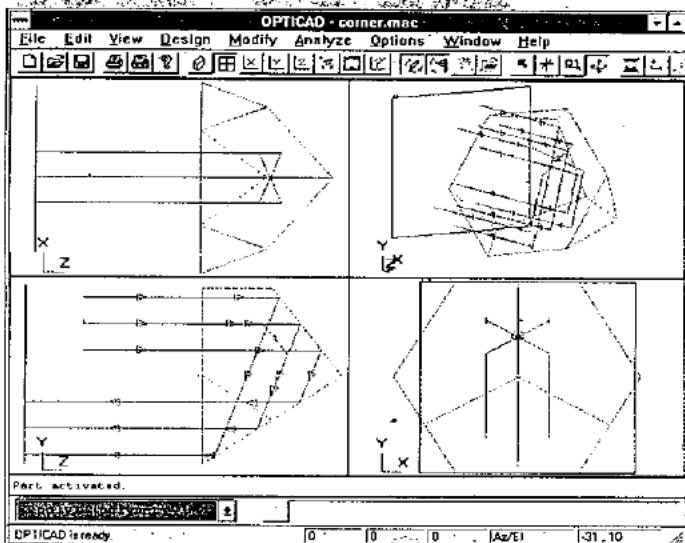 OPTICAD - corner.mac
File Edit View Design Modify Analyze Options Window Help
X
Z
Y
X
Y
Z
Y
X
Part activated.
OPTICAD is ready.
0 0 0 Az/El -31, 10